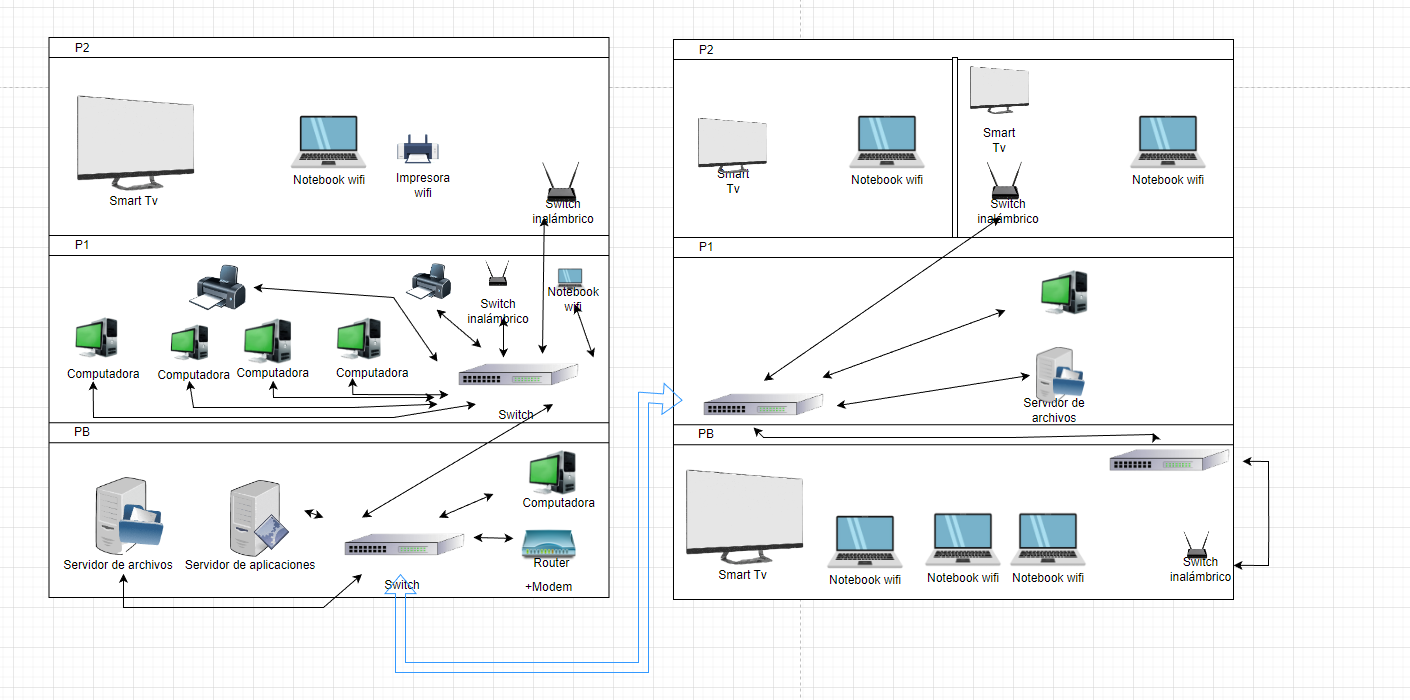 P2
Smart Tv
Notebook wifi
Impresora
wifi
Switch
inalámbrico
P1
Switch
inalámbrico
Notebook
wifi
Computadora
Computadora
Computadora
Computadora
Switch
PB
Servidor de archivos
Servidor de aplicaciones
Computadora
Switch
Router
+Modem
P2
Smart
Tv
Notebook wifi
Smart
Tv
Switch
inalámbrico
Notebook wifi
P1
Servidor de
archivos
PB
Smart Tv
Notebook wifi
Notebook wifi
Notebook wifi
Switch
inalámbrico